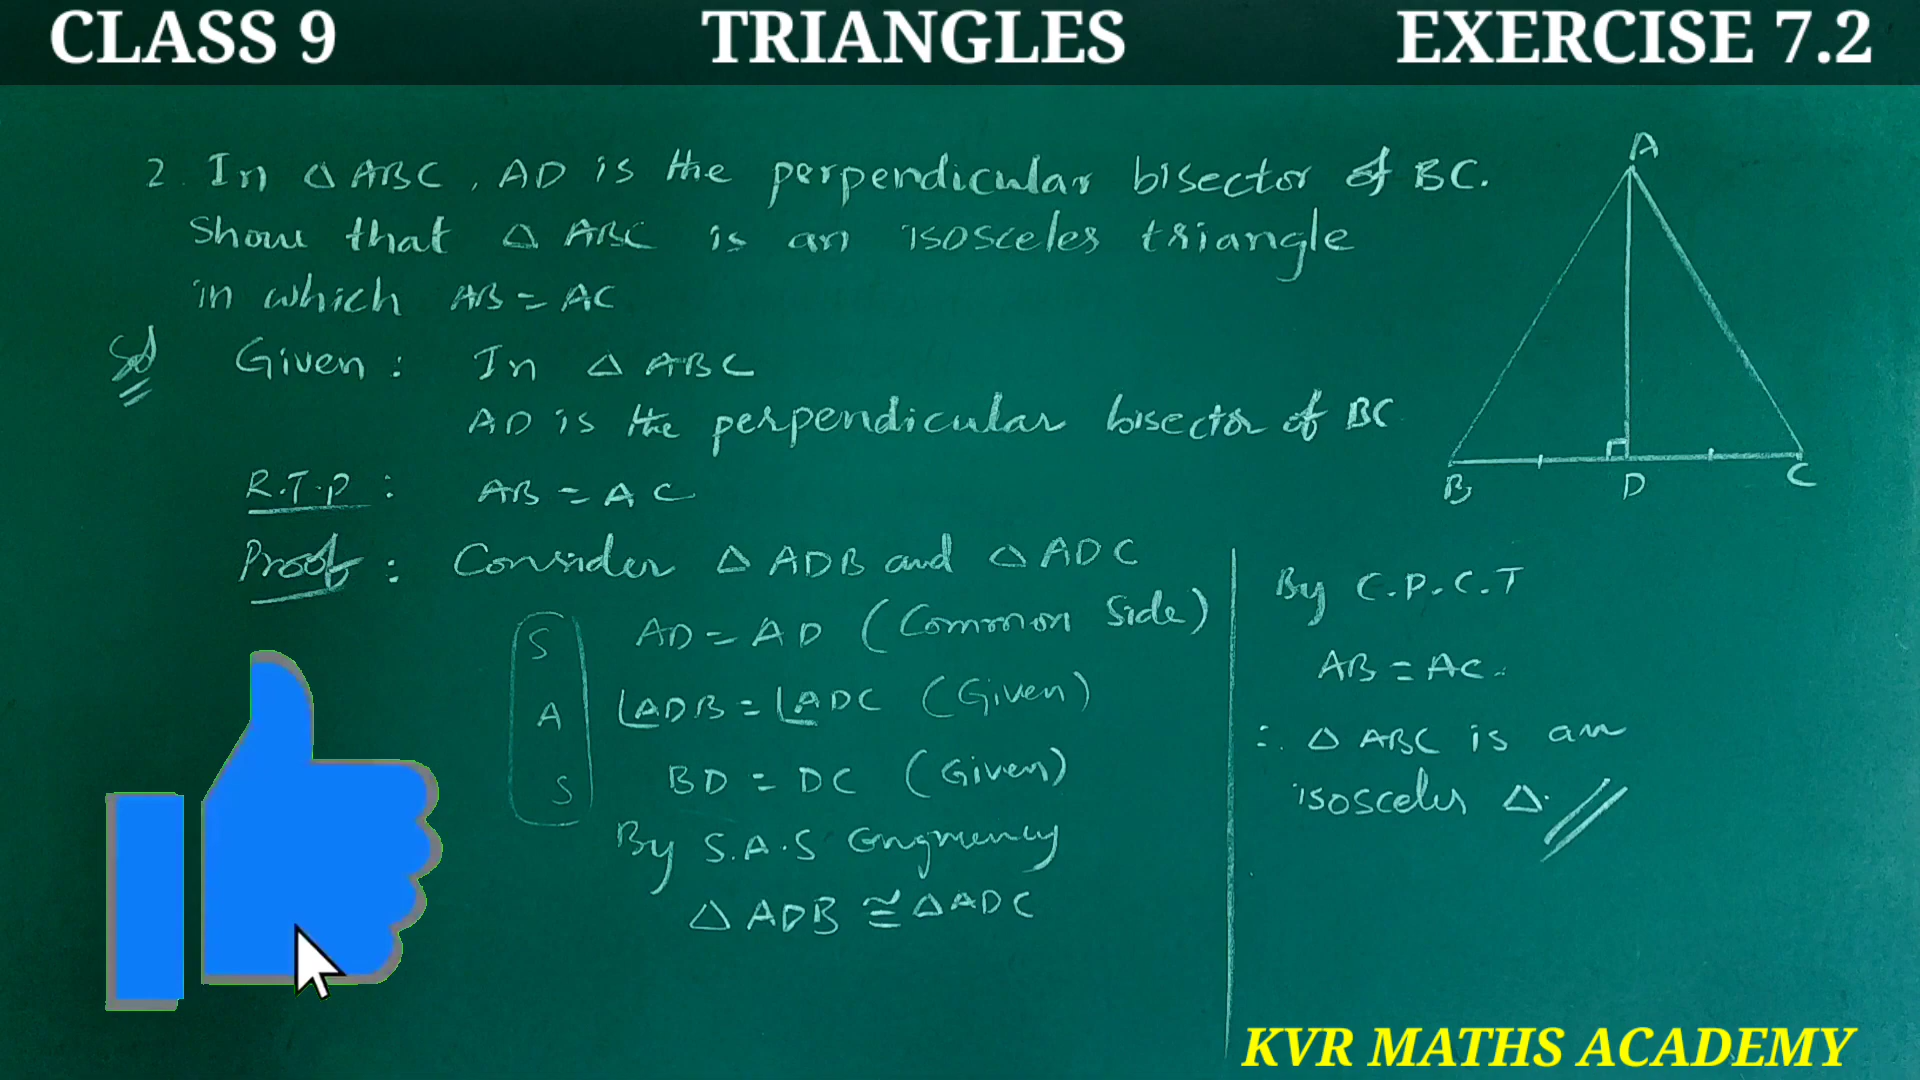 CLASS 9 TRIANGLES EXERCISE 7.2
2. In △ ABC, AD is the perpendicular bisector of BC.
Show that △ ABC is an isosceles triangle
in which AB = AC
Sol Given : In △ ABC
AD is the perpendicular bisector of BC
R.T.P : AB = AC
Proof : Consider △ ADB and △ ADC
S AD = AD (Common Side)
A ∠ADB = ∠ADC (Given)
S BD = DC (Given)
By S.A.S Congruency
△ ADB ≅ △ADC
By C.P.C.T
AB = AC.
∴ △ ABC is an
isosceles △.
A
B D C
KVR MATHS ACADEMY